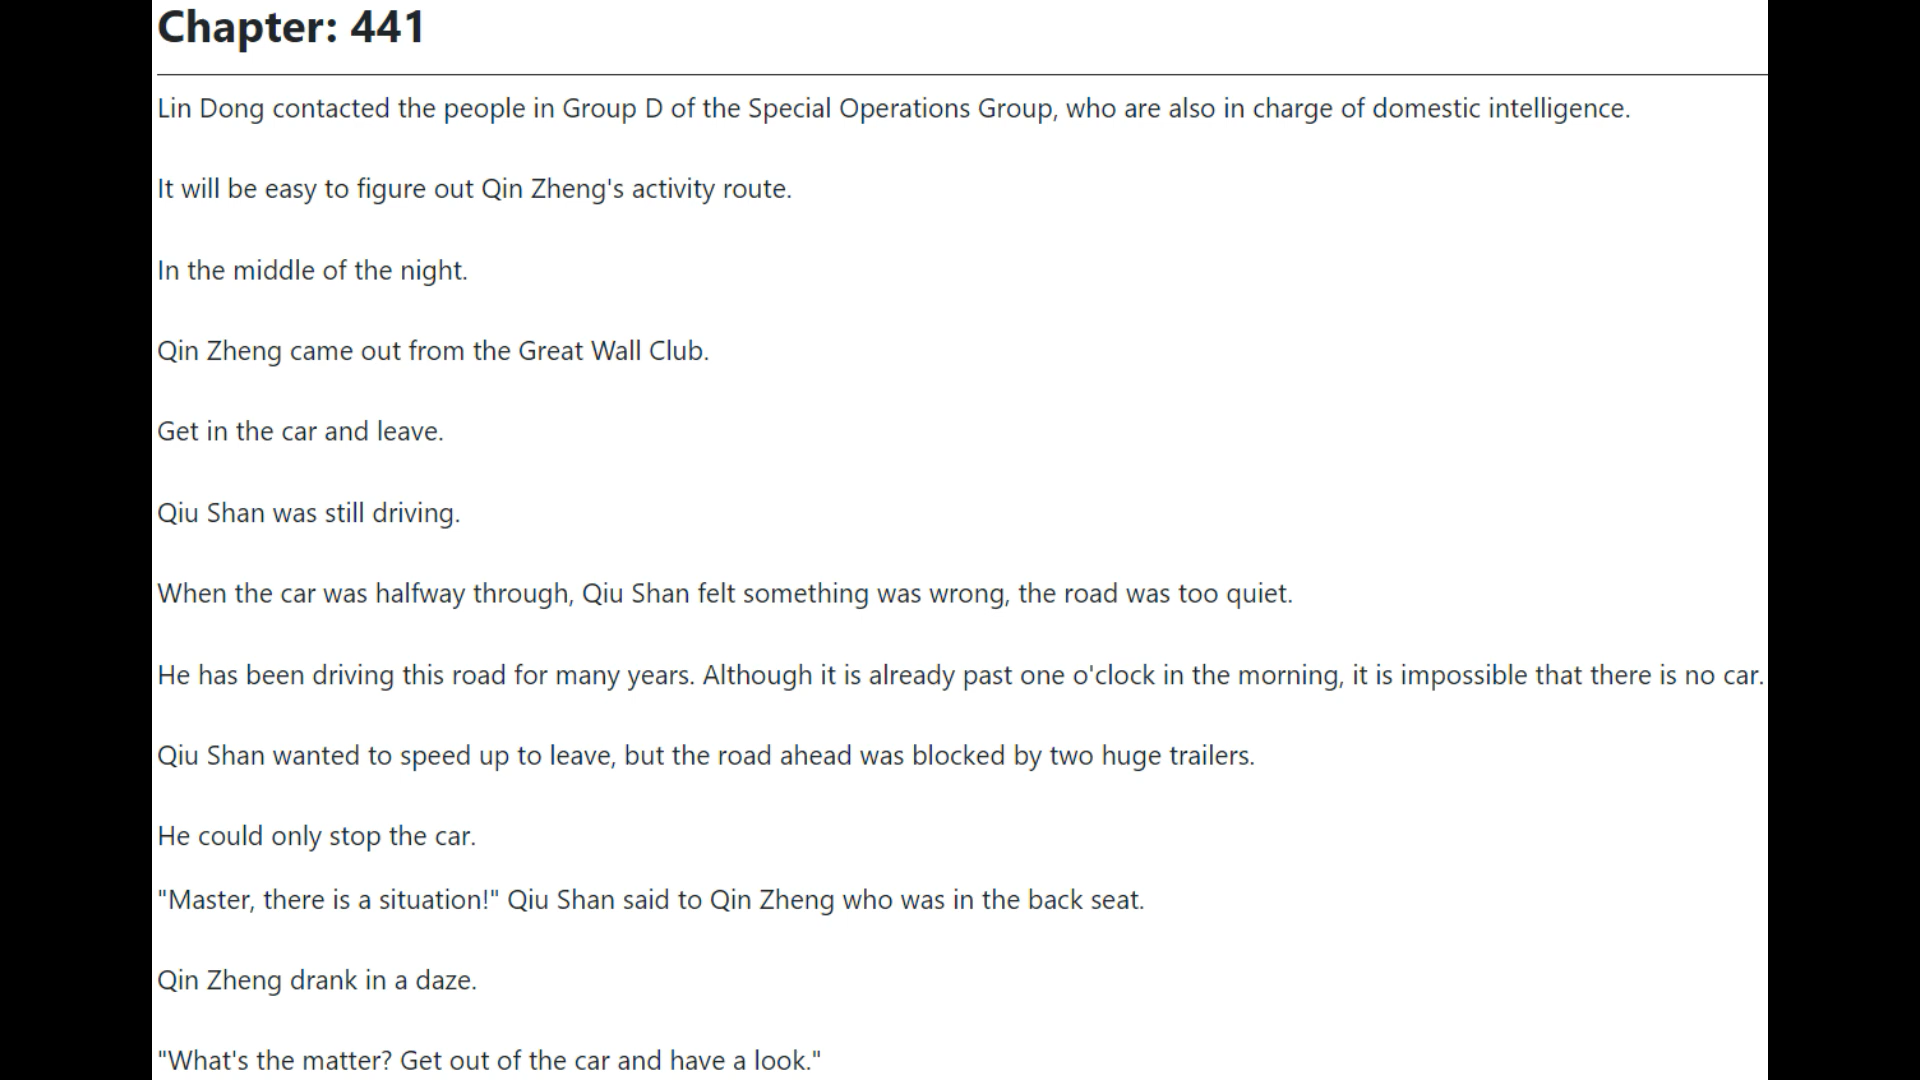 Chapter: 441
Lin Dong contacted the people in Group D of the Special Operations Group, who are also in charge of domestic intelligence.
It will be easy to figure out Qin Zheng's activity route.
In the middle of the night.
Qin Zheng came out from the Great Wall Club.
Get in the car and leave.
Qiu Shan was still driving.
When the car was halfway through, Qiu Shan felt something was wrong, the road was too quiet.
He has been driving this road for many years. Although it is already past one o'clock in the morning, it is impossible that there is no car.
Qiu Shan wanted to speed up to leave, but the road ahead was blocked by two huge trailers.
He could only stop the car.
"Master, there is a situation!" Qiu Shan said to Qin Zheng who was in the back seat.
Qin Zheng drank in a daze.
"What's the matter? Get out of the car and have a look."